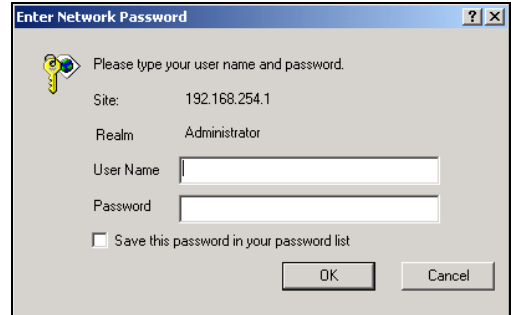 Enter Network Password
? X
Please type your user name and password.
Site: 192.168.254.1
Realm Administrator
User Name
Password
Save this password in your password list
OK Cancel